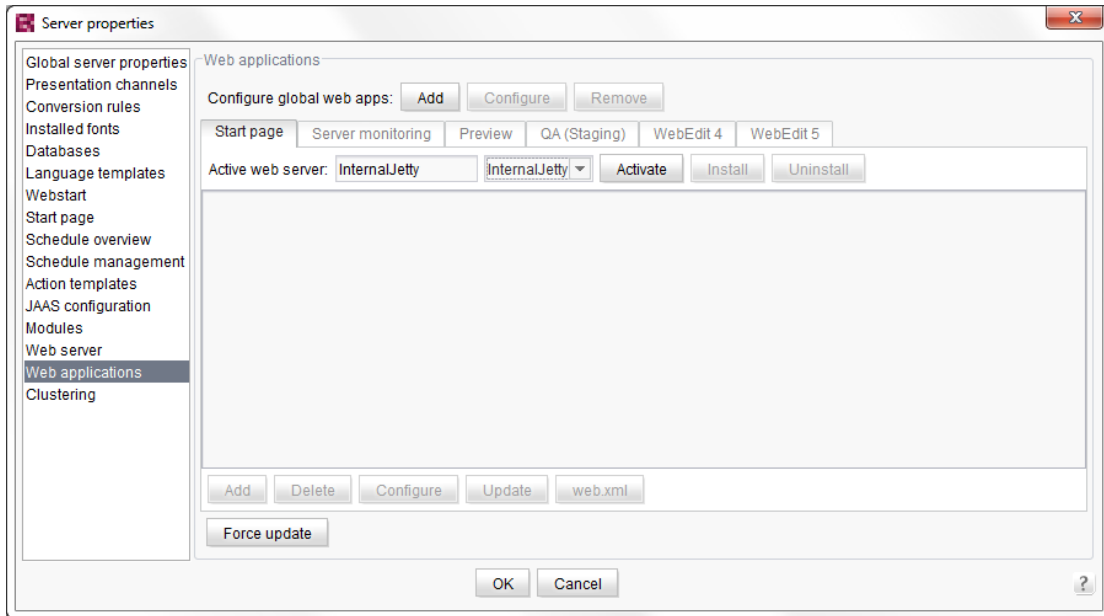 Server properties
x
Global server properties
Presentation channels
Conversion rules
Installed fonts
Databases
Language templates
Webstart
Start page
Schedule overview
Schedule management
Action templates
JAAS configuration
Modules
Web server
Web applications
Clustering
Web applications
Configure global web apps: Add Configure Remove
Start page Server monitoring Preview QA (Staging) WebEdit 4 WebEdit 5
Active web server: InternalJetty InternalJetty Activate Install Uninstall
Add Delete Configure Update web.xml
Force update
OK Cancel ?